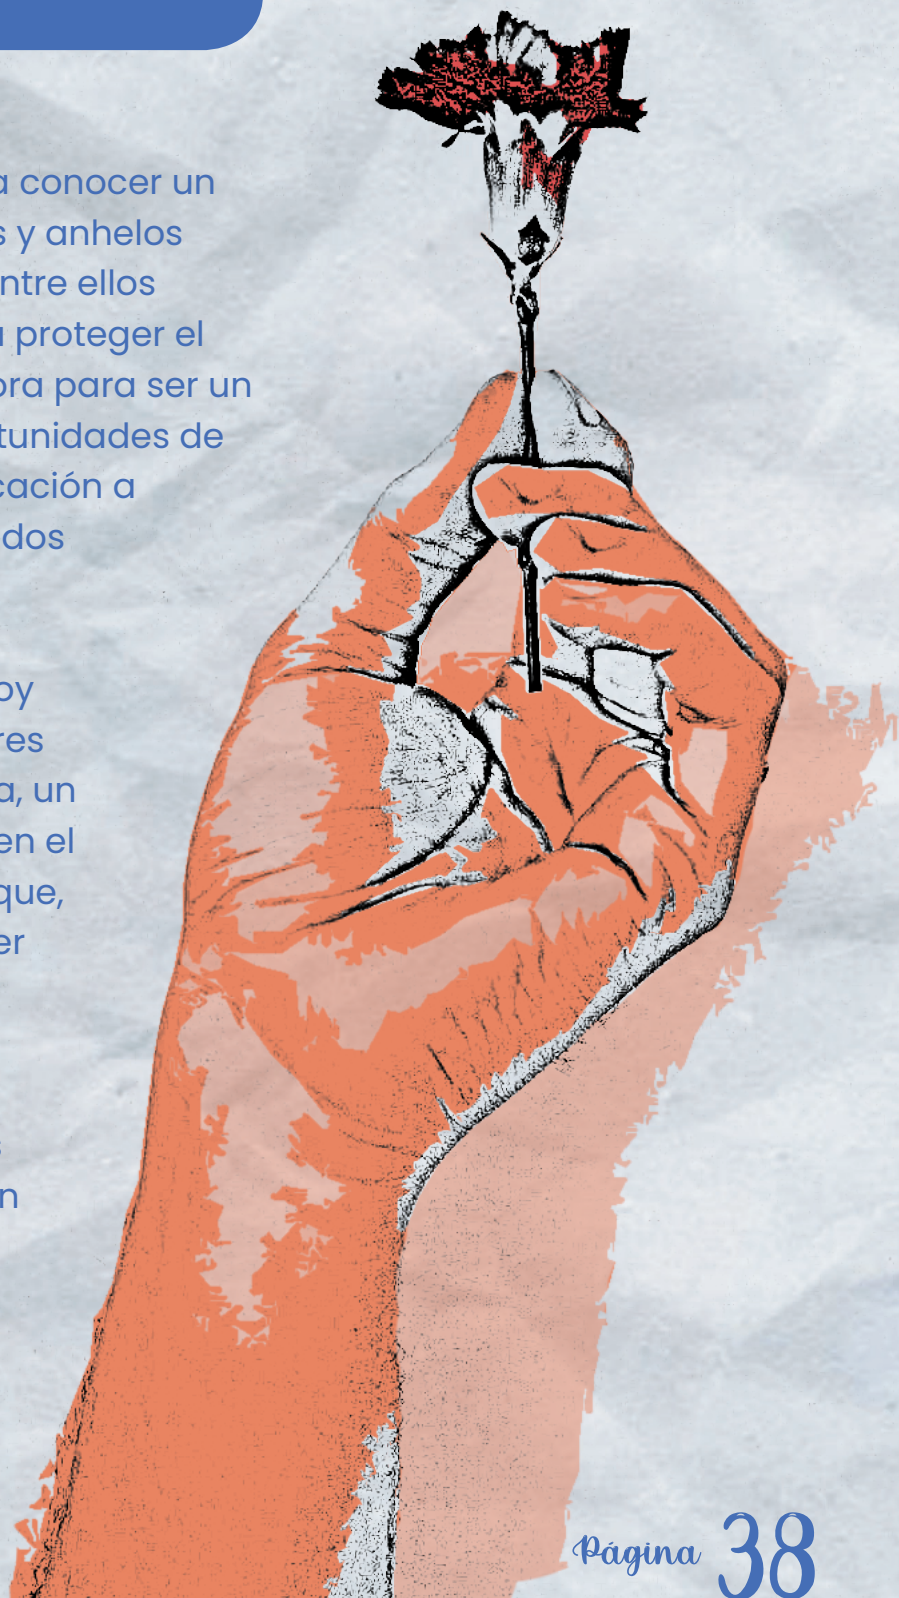 a conocer un
s y anhelos
ntre ellos
proteger el
ora para ser un
tunidades de
cación a
dos
oy
res
a, un
en el
que,
er
s
n
Página 38